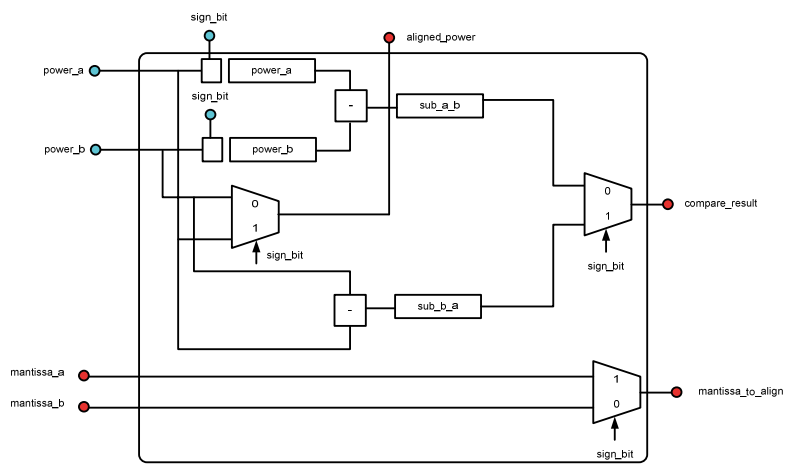 sign_bit
aligned_power
power_a
power_a
sign_bit
-
sub_a_b
power_b
power_b
0
1
sign_bit
0
1
compare_result
sign_bit
-
sub_b_a
mantissa_a
1
mantissa_to_align
mantissa_b
0
sign_bit